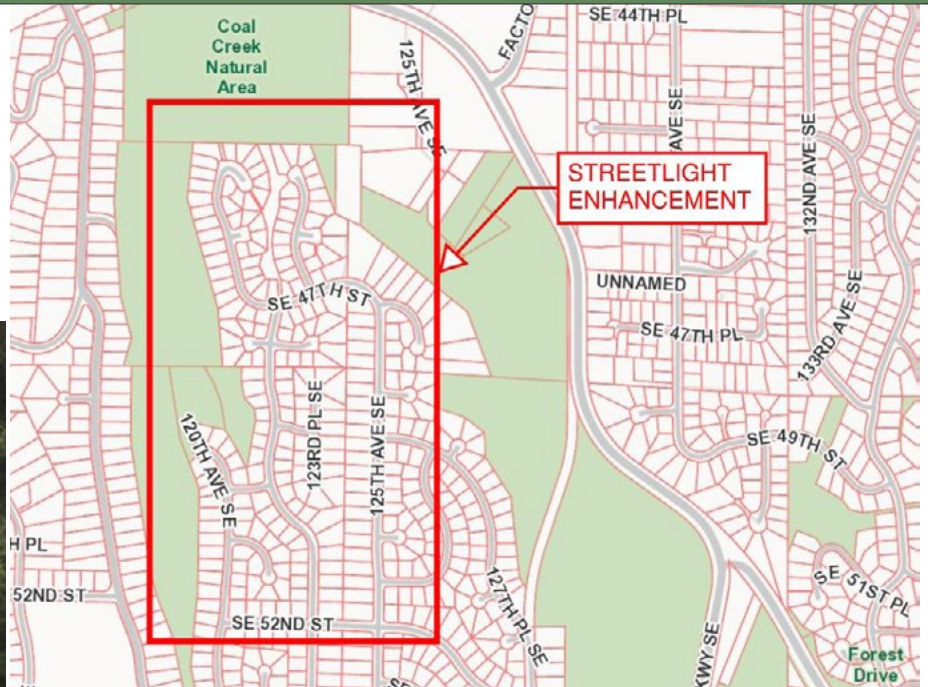 Coal
Creek
Natural
Area
125TH AVE SE
FACTO
SE 44TH PL
AVE SE
132ND AVE SE
STREETLIGHT
ENHANCEMENT
UNNAMED
SE 47TH ST
SE 47TH PL
133RD AVE SE
120TH AVE SE
123RD PL SE
125TH AVE SE
SE 49TH ST
H PL
52ND ST
SE 52ND ST
127TH PL SE
KWY SE
SE 51ST PL
Forest
Drive
SE